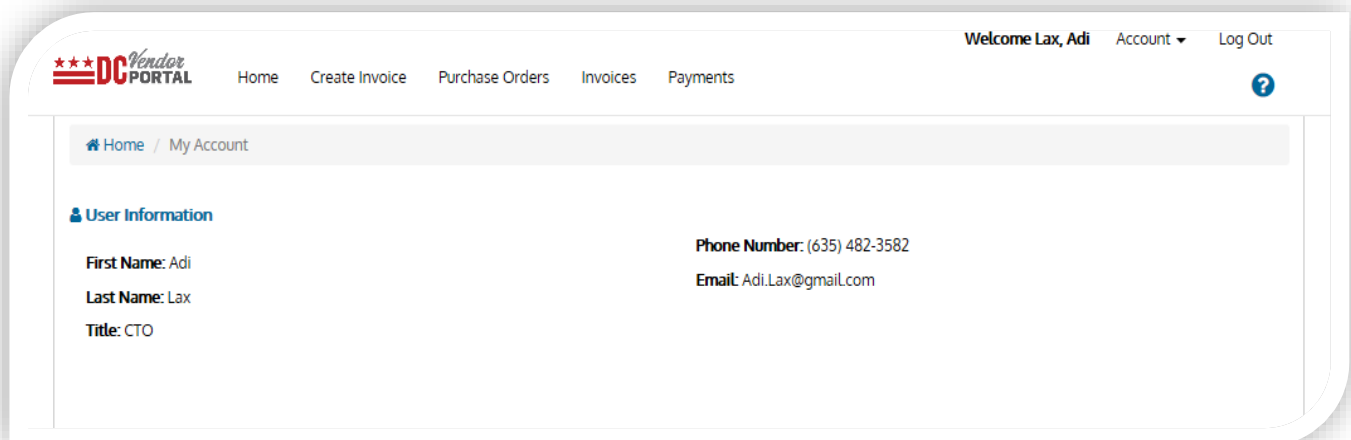 Welcome Lax, Adi Account Log Out
★★★DC Vendor PORTAL
Home Create Invoice Purchase Orders Invoices Payments
?
Home / My Account
User Information
First Name: Adi
Last Name: Lax
Title: CTO
Phone Number: (635) 482-3582
Email: Adi.Lax@gmail.com